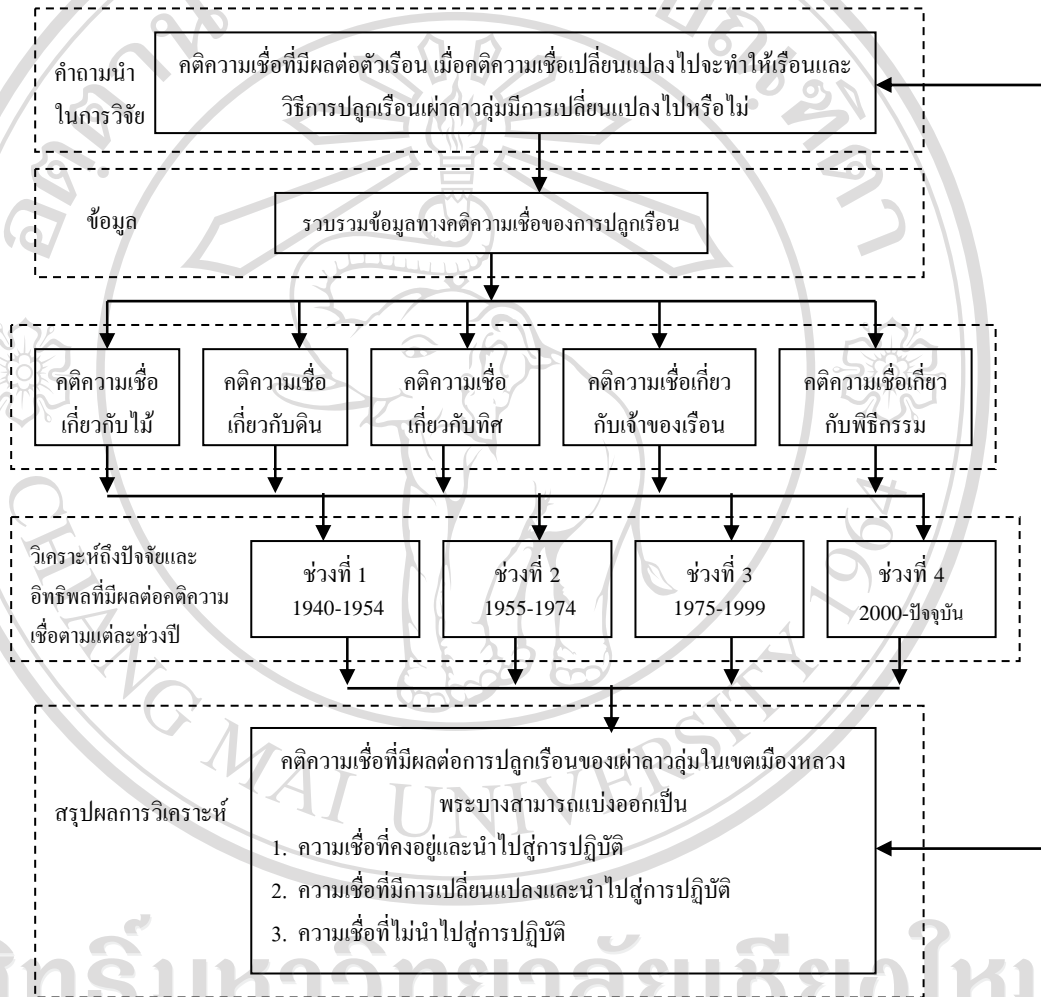 คำถามนำ
ในการวิจัย
คติความเชื่อที่มีผลต่อตัวเรือน เมื่อคติความเชื่อเปลี่ยนแปลงไปจะทำให้เรือนและ
วิธีการปลูกเรือนเผ่าลาวลุ่มมีการเปลี่ยนแปลงไปหรือไม่
ข้อมูล
รวบรวมข้อมูลทางคติความเชื่อของการปลูกเรือน
คติความเชื่อ
เกี่ยวกับไม้
คติความเชื่อ
เกี่ยวกับดิน
คติความเชื่อ
เกี่ยวกับทิศ
คติความเชื่อเกี่ยว
กับเจ้าของเรือน
คติความเชื่อเกี่ยว
กับพิธีกรรม
วิเคราะห์ถึงปัจจัยและ
อิทธิพลที่มีผลต่อคติความ
เชื่อตามแต่ละช่วงปี
ช่วงที่ 1
1940-1954
ช่วงที่ 2
1955-1974
ช่วงที่ 3
1975-1999
ช่วงที่ 4
2000-ปัจจุบัน
สรุปผลการวิเคราะห์
คติความเชื่อที่มีผลต่อการปลูกเรือนของเผ่าลาวลุ่มในเขตเมืองหลวง
พระบางสามารถแบ่งออกเป็น
1. ความเชื่อที่คงอยู่และนำไปสู่การปฏิบัติ
2. ความเชื่อที่มีการเปลี่ยนแปลงและนำไปสู่การปฏิบัติ
3. ความเชื่อที่ไม่นำไปสู่การปฏิบัติ
CHIANG MAI UNIVERSITY 1964